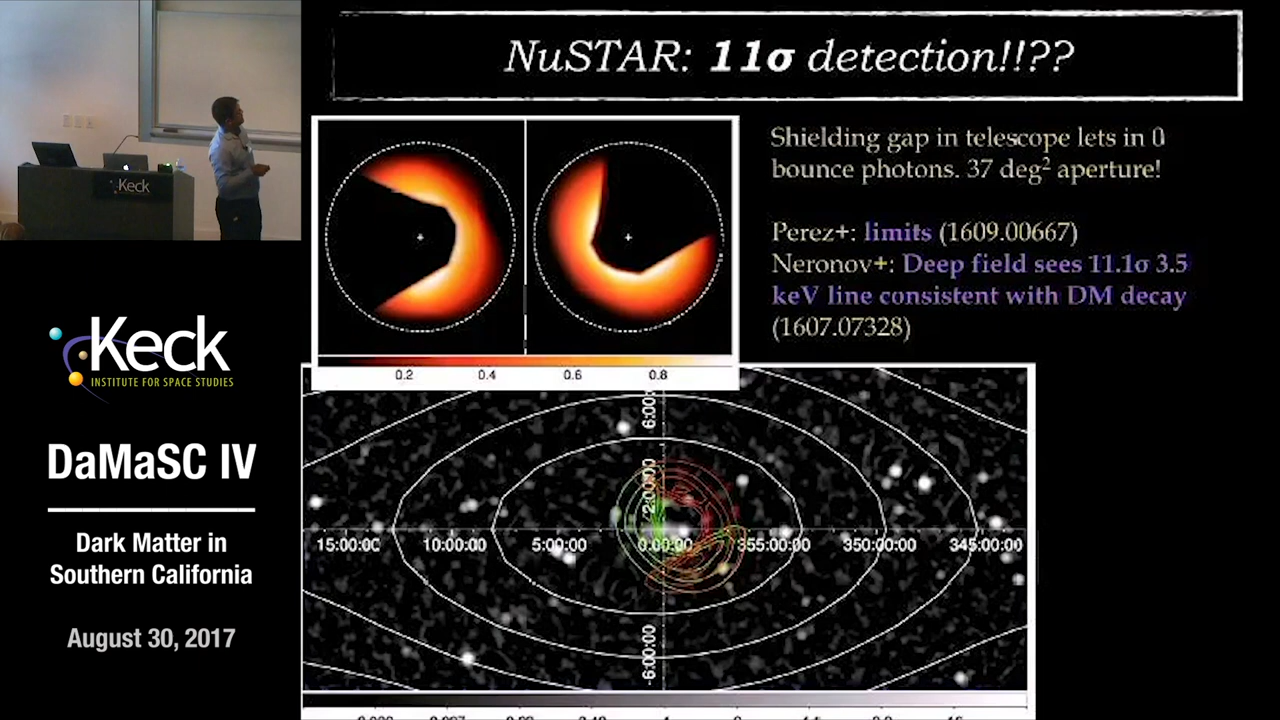 NuSTAR: 11σ detection!!??
Shielding gap in telescope lets in 0
bounce photons. 37 deg² aperture!
Perez+: limits (1609.00667)
Neronov+: Deep field sees 11.1σ 3.5
keV line consistent with DM decay
(1607.07328)
0.2 0.4 0.6 0.8
6:00:
2:00:00
15:00:00 10:00:00 5:00:00 0:00:00 355:00:00 350:00:00 345:00:00
-6:00:00
Keck
Keck
INSTITUTE FOR SPACE STUDIES
DaMaSC IV
Dark Matter in
Southern California
August 30, 2017